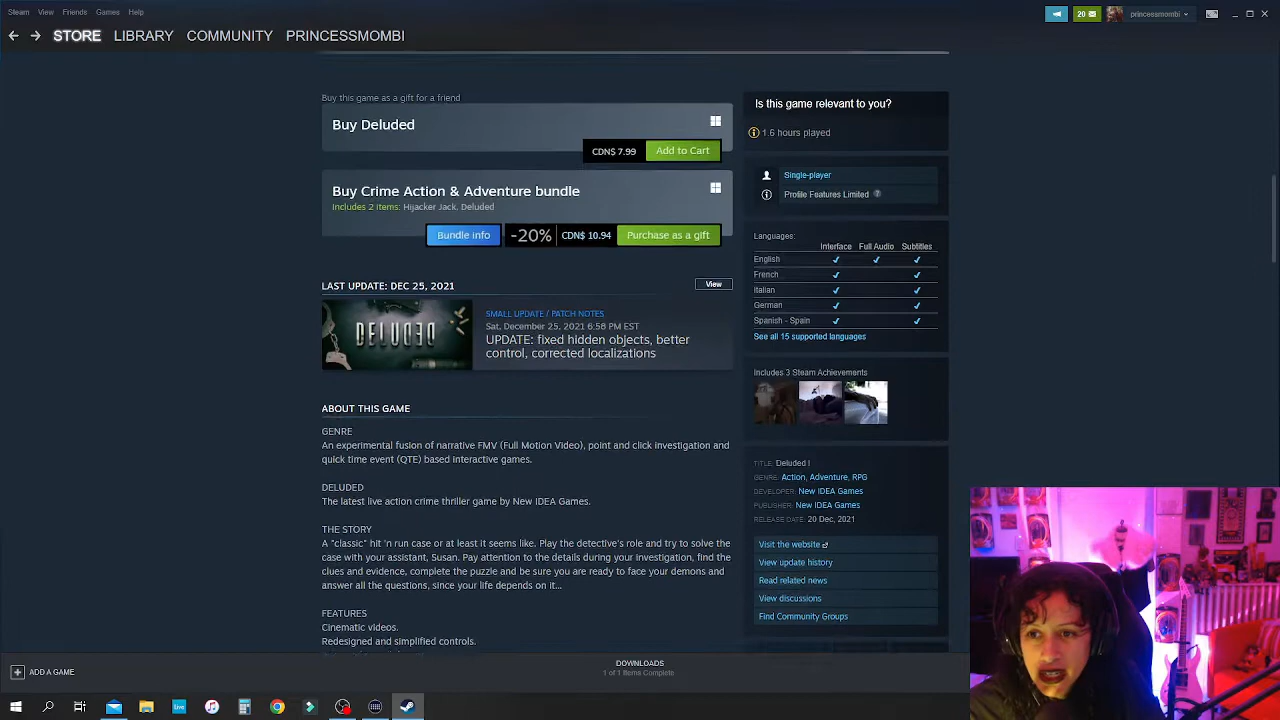 Steam View Friends Games Help
20 princessmombi
STORE LIBRARY COMMUNITY PRINCESSMOMBI
Buy this game as a gift for a friend
Buy Deluded
CDN$ 7.99 Add to Cart
Buy Crime Action & Adventure bundle
Includes 2 items: Hijacker Jack, Deluded
Bundle info -20% CDN$ 10.94 Purchase as a gift
LAST UPDATE: DEC 25, 2021
View
DELUDED
SMALL UPDATE / PATCH NOTES
Sat, December 25, 2021 6:58 PM EST
UPDATE: fixed hidden objects, better
control, corrected localizations
ABOUT THIS GAME
GENRE
An experimental fusion of narrative FMV (Full Motion Video), point and click investigation and
quick time event (QTE) based interactive games.
DELUDED
The latest live action crime thriller game by New IDEA Games.
THE STORY
A "classic" hit 'n run case or at least it seems like. Play the detective's role and try to solve the
case with your assistant, Susan. Pay attention to the details during your investigation, find the
clues and evidence, complete the puzzle and be sure you are ready to face your demons and
answer all the questions, since your life depends on it...
FEATURES
Cinematic videos.
Redesigned and simplified controls.
Is this game relevant to you?
1.6 hours played
Single-player
Profile Features Limited ?
Languages:
Interface Full Audio Subtitles
English ✔ ✔ ✔
French ✔ ✔
Italian ✔ ✔
German ✔ ✔
Spanish - Spain ✔ ✔
See all 15 supported languages
Includes 3 Steam Achievements
TITLE: Deluded I
GENRE: Action, Adventure, RPG
DEVELOPER: New IDEA Games
PUBLISHER: New IDEA Games
RELEASE DATE: 20 Dec, 2021
Visit the website
View update history
Read related news
View discussions
Find Community Groups
+ ADD A GAME
DOWNLOADS
1 of 1 Items Complete